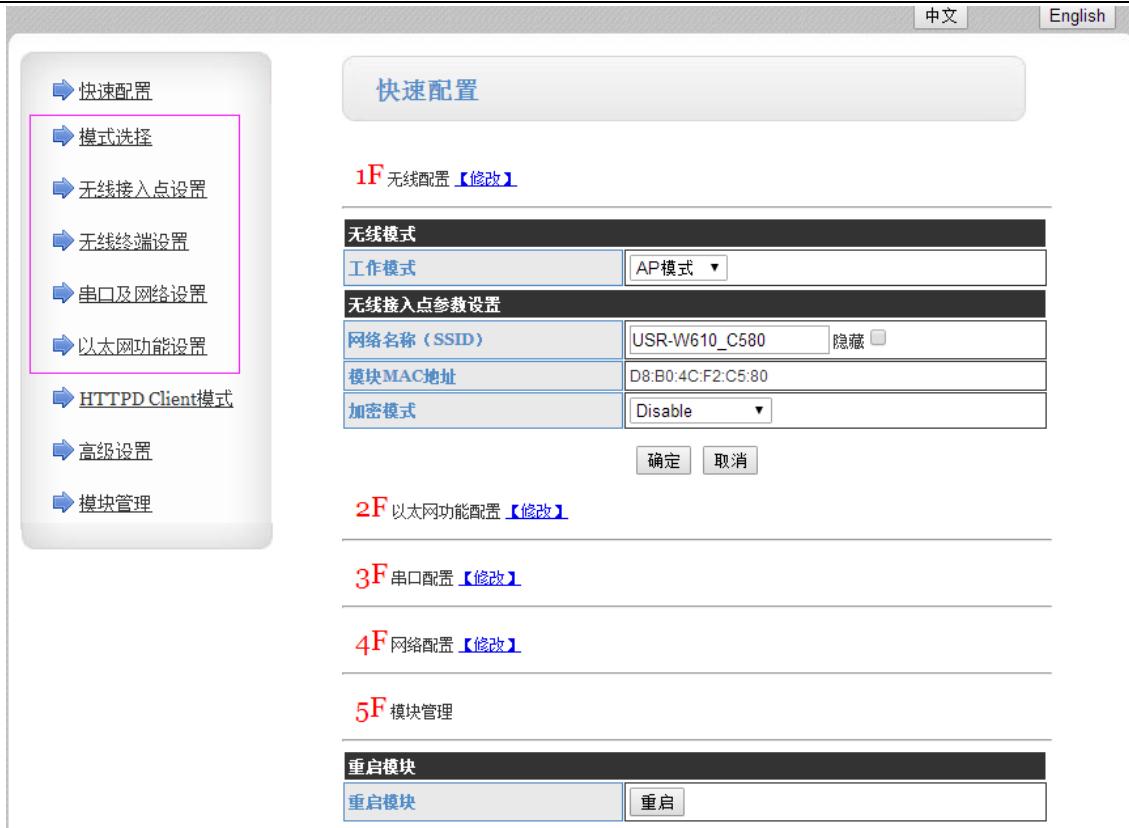 中文 English
快速配置
模式选择
无线接入点设置
无线终端设置
串口及网络设置
以太网功能设置
HTTPD Client模式
高级设置
模块管理
快速配置
1F 无线配置 【修改】
无线模式
工作模式 AP模式
无线接入点参数设置
网络名称（SSID） USR-W610_C580 隐藏
模块MAC地址 D8:B0:4C:F2:C5:80
加密模式 Disable
确定 取消
2F 以太网功能配置 【修改】
3F 串口配置 【修改】
4F 网络配置 【修改】
5F 模块管理
重启模块
重启模块 重启